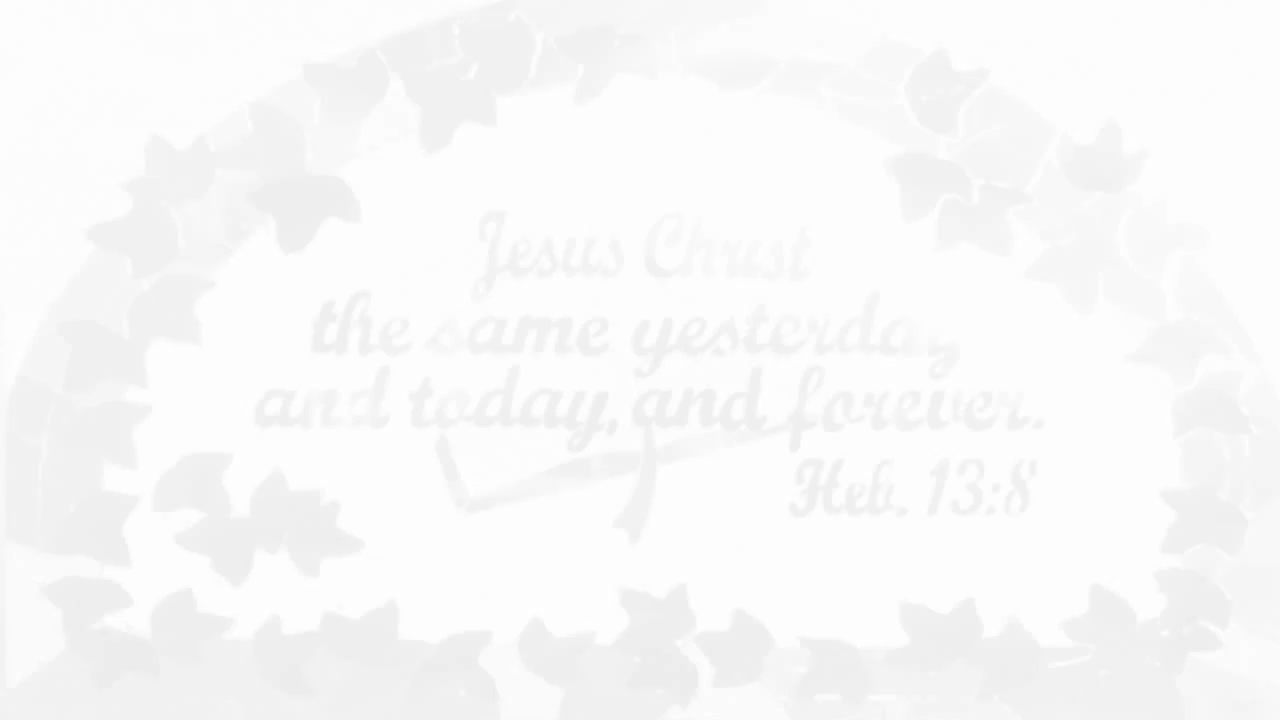 Jesus Christ
the same yesterday
and today, and forever.
Heb. 13:8